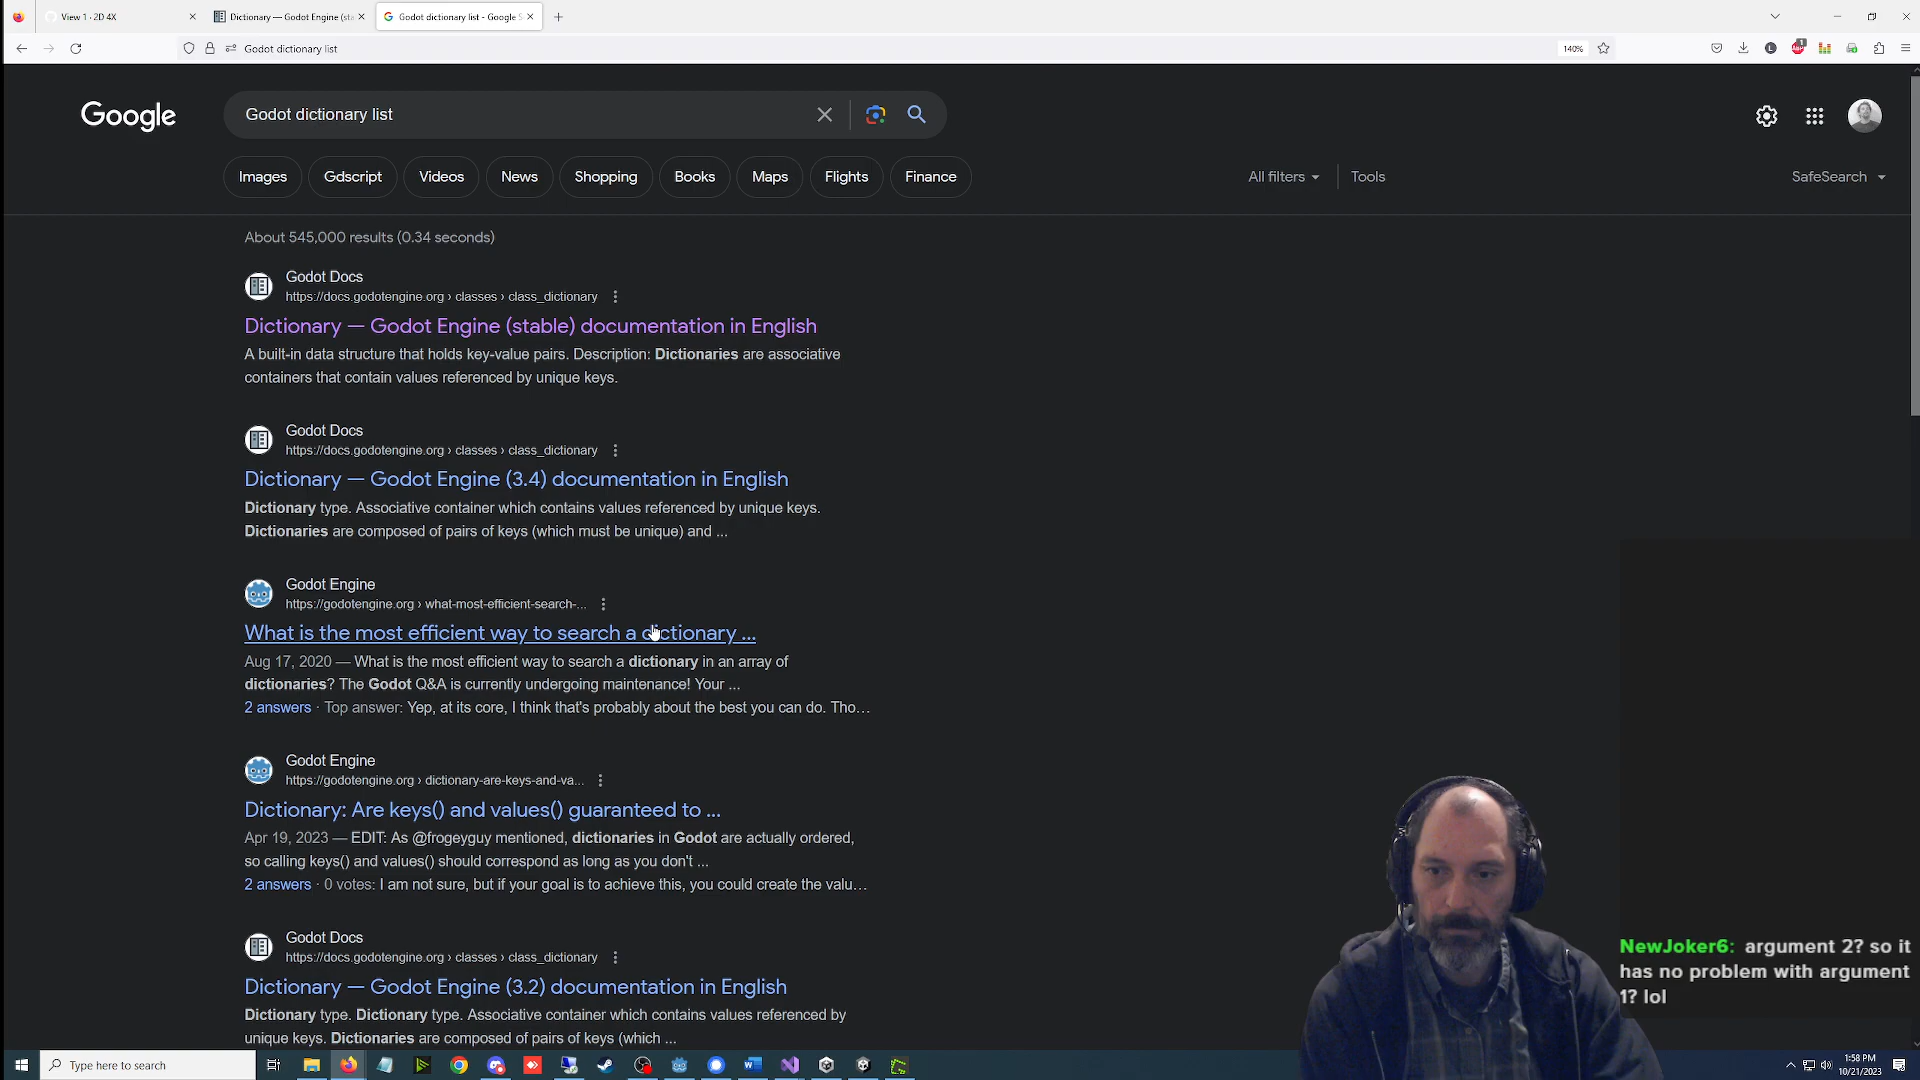 View 1 · 2D 4X
Dictionary — Godot Engine (sta
Godot dictionary list - Google S
Godot dictionary list
140%
Google
Godot dictionary list
Images
Gdscript
Videos
News
Shopping
Books
Maps
Flights
Finance
All filters
Tools
SafeSearch
About 545,000 results (0.34 seconds)
Godot Docs
https://docs.godotengine.org › classes › class_dictionary
Dictionary — Godot Engine (stable) documentation in English
A built-in data structure that holds key-value pairs. Description: Dictionaries are associative
containers that contain values referenced by unique keys.
Godot Docs
https://docs.godotengine.org › classes › class_dictionary
Dictionary — Godot Engine (3.4) documentation in English
Dictionary type. Associative container which contains values referenced by unique keys.
Dictionaries are composed of pairs of keys (which must be unique) and ...
Godot Engine
https://godotengine.org › what-most-efficient-search-...
What is the most efficient way to search a dictionary ...
Aug 17, 2020 — What is the most efficient way to search a dictionary in an array of
dictionaries? The Godot Q&A is currently undergoing maintenance! Your ...
2 answers · Top answer: Yep, at its core, I think that's probably about the best you can do. Tho...
Godot Engine
https://godotengine.org › dictionary-are-keys-and-va...
Dictionary: Are keys() and values() guaranteed to ...
Apr 19, 2023 — EDIT: As @frogeyguy mentioned, dictionaries in Godot are actually ordered,
so calling keys() and values() should correspond as long as you don't ...
2 answers · 0 votes: I am not sure, but if your goal is to achieve this, you could create the valu...
Godot Docs
https://docs.godotengine.org › classes › class_dictionary
Dictionary — Godot Engine (3.2) documentation in English
Dictionary type. Dictionary type. Associative container which contains values referenced by
unique keys. Dictionaries are composed of pairs of keys (which ...
NewJoker6: argument 2? so it
has no problem with argument
1? lol
Type here to search
1:58 PM
10/21/2023